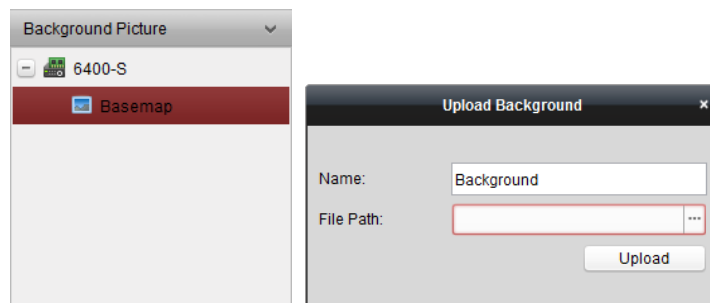 Background Picture
6400-S
Basemap
Upload Background
Name:
Background
File Path:
Upload